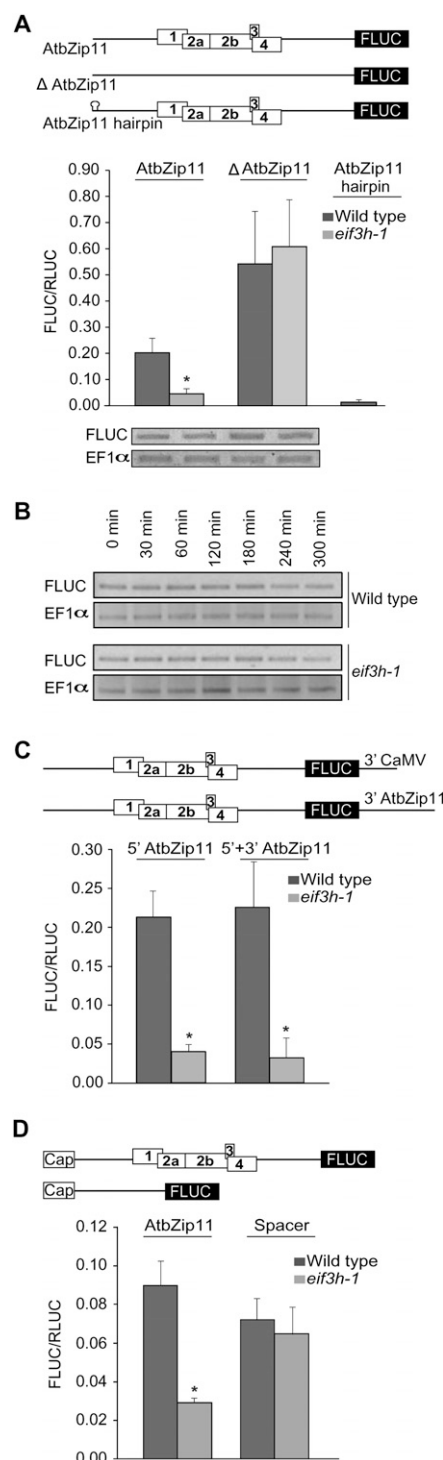 A
AtbZip11 1 2a 2b 3 4 FLUC
Δ AtbZip11 FLUC
AtbZip11 hairpin 1 2a 2b 3 4 FLUC
AtbZip11 Δ AtbZip11 AtbZip11 hairpin
Wild type
eif3h-1
FLUC/RLUC
0.90
0.80
0.70
0.60
0.50
0.40
0.30
0.20
0.10
0.00
*
FLUC
EF1α
B
0 min 30 min 60 min 120 min 180 min 240 min 300 min
FLUC
EF1α
Wild type
FLUC
EF1α
eif3h-1
C
1 2a 2b 3 4 FLUC 3' CaMV
1 2a 2b 3 4 FLUC 3' AtbZip11
5' AtbZip11 5'+3' AtbZip11
Wild type
eif3h-1
FLUC/RLUC
0.30
0.25
0.20
0.15
0.10
0.05
0.00
* *
D
Cap 1 2a 2b 3 4 FLUC
Cap FLUC
AtbZip11 Spacer
Wild type
eif3h-1
FLUC/RLUC
0.12
0.10
0.08
0.06
0.04
0.02
0.00
*